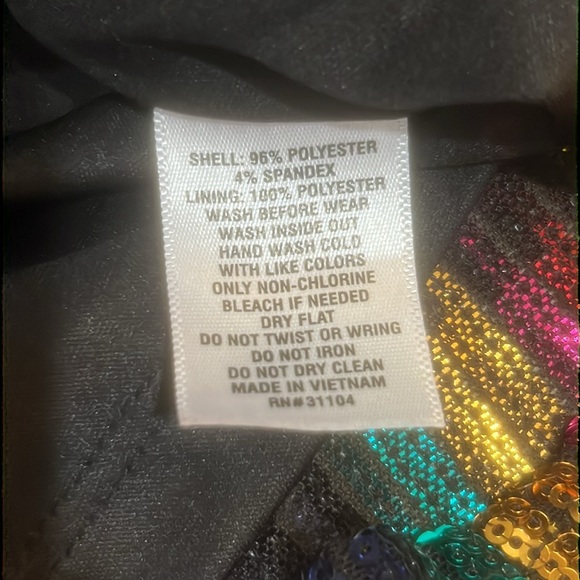 SHELL: 96% POLYESTER
4% SPANDEX
LINING: 100% POLYESTER
WASH BEFORE WEAR
WASH INSIDE OUT
HAND WASH COLD
WITH LIKE COLORS
ONLY NON-CHLORINE
BLEACH IF NEEDED
DRY FLAT
DO NOT TWIST OR WRING
DO NOT IRON
DO NOT DRY CLEAN
MADE IN VIETNAM
RN#31104